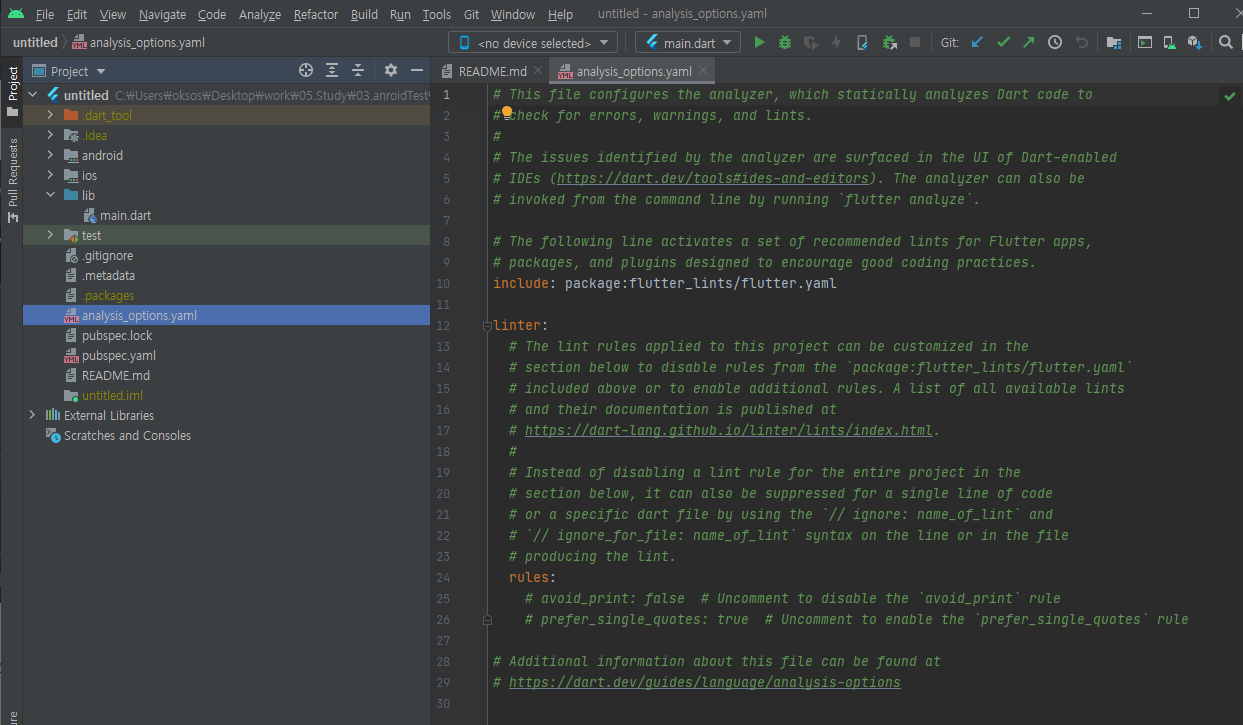 File Edit View Navigate Code Analyze Refactor Build Run Tools Git Window Help untitled - analysis_options.yaml
untitled analysis_options.yaml <no device selected> main.dart Git:
Project
README.md analysis_options.yaml
Project
Pull Requests
untitled C:₩Users₩oksos₩Desktop₩work₩05.Study₩03.anroidTest₩
.dart_tool
.idea
android
ios
lib
main.dart
test
.gitignore
.metadata
.packages
analysis_options.yaml
pubspec.lock
pubspec.yaml
README.md
untitled.iml
External Libraries
Scratches and Consoles
1 # This file configures the analyzer, which statically analyzes Dart code to
2 # check for errors, warnings, and lints.
3 #
4 # The issues identified by the analyzer are surfaced in the UI of Dart-enabled
5 # IDEs (https://dart.dev/tools#ides-and-editors). The analyzer can also be
6 # invoked from the command line by running `flutter analyze`.
7
8 # The following line activates a set of recommended lints for Flutter apps,
9 # packages, and plugins designed to encourage good coding practices.
10 include: package:flutter_lints/flutter.yaml
11
12 linter:
13 # The lint rules applied to this project can be customized in the
14 # section below to disable rules from the `package:flutter_lints/flutter.yaml`
15 # included above or to enable additional rules. A list of all available lints
16 # and their documentation is published at
17 # https://dart-lang.github.io/linter/lints/index.html.
18 #
19 # Instead of disabling a lint rule for the entire project in the
20 # section below, it can also be suppressed for a single line of code
21 # or a specific dart file by using the `// ignore: name_of_lint` and
22 # `// ignore_for_file: name_of_lint` syntax on the line or in the file
23 # producing the lint.
24 rules:
25 # avoid_print: false # Uncomment to disable the `avoid_print` rule
26 # prefer_single_quotes: true # Uncomment to enable the `prefer_single_quotes` rule
27
28 # Additional information about this file can be found at
29 # https://dart.dev/guides/language/analysis-options
30